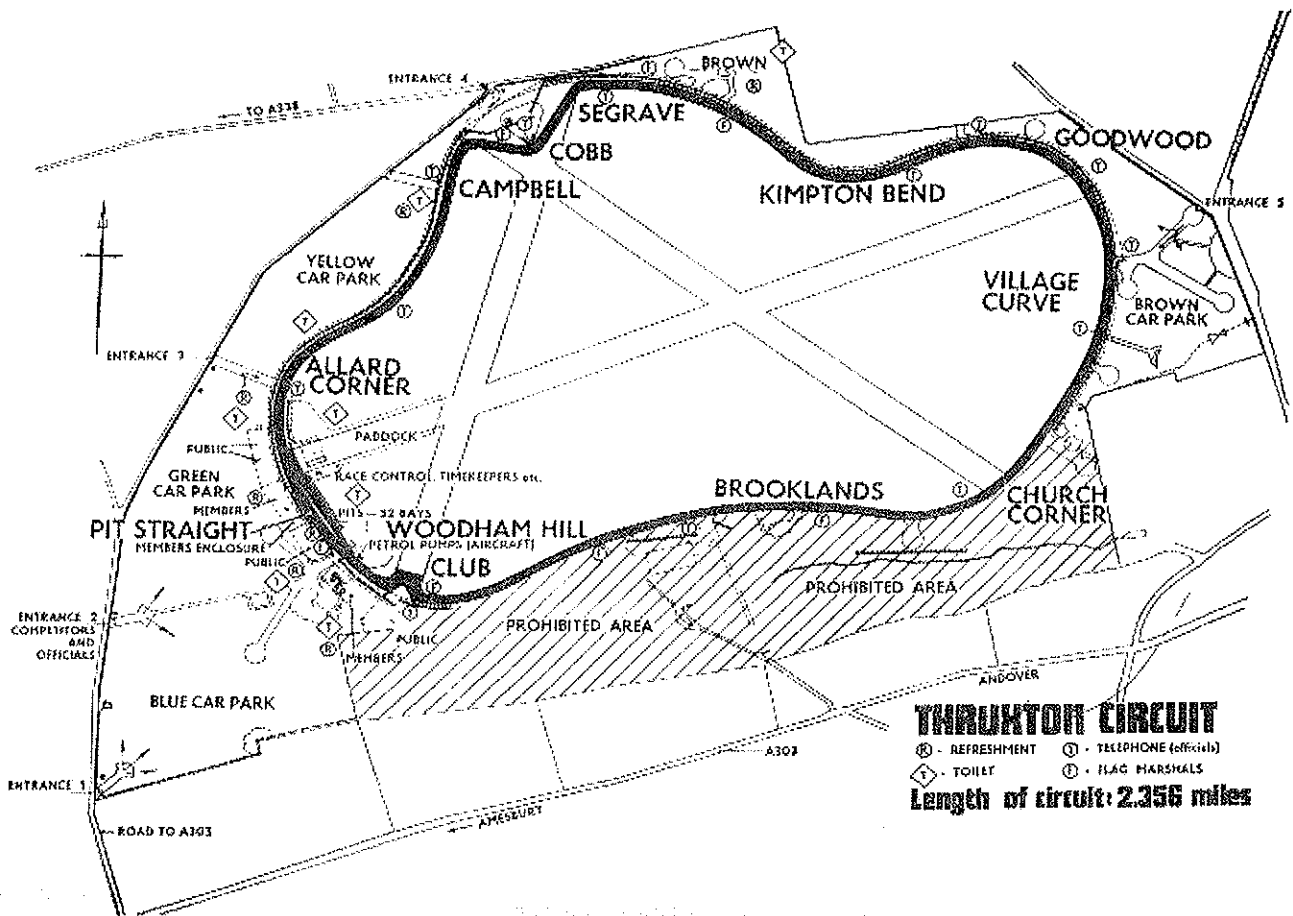 ENTRANCE 4
TO A338
BROWN
SEGRAVE
COBB
CAMPBELL
GOODWOOD
KIMPTON BEND
ENTRANCE 5
YELLOW
CAR PARK
VILLAGE
CURVE
BROWN
CAR PARK
ENTRANCE 3
ALLARD
CORNER
PADDOCK
PUBLIC
RACE CONTROL, TIMEKEEPERS etc.
GREEN
CAR PARK
MEMBERS
PITS - 32 BAYS
BROOKLANDS
CHURCH
CORNER
PIT STRAIGHT
WOODHAM HILL
MEMBERS ENCLOSURE
PETROL PUMPS (AIRCRAFT)
PUBLIC
CLUB
PROHIBITED AREA
PROHIBITED AREA
ENTRANCE 2
COMPETITORS
AND
OFFICIALS
PUBLIC
MEMBERS
BLUE CAR PARK
ANDOVER
ENTRANCE 1
ROAD TO A303
AMESBURY
THRUXTON CIRCUIT
R - REFRESHMENT
T - TELEPHONE (officials)
T - TOILET
F - FLAG MARSHALS
Length of circuit: 2.356 miles